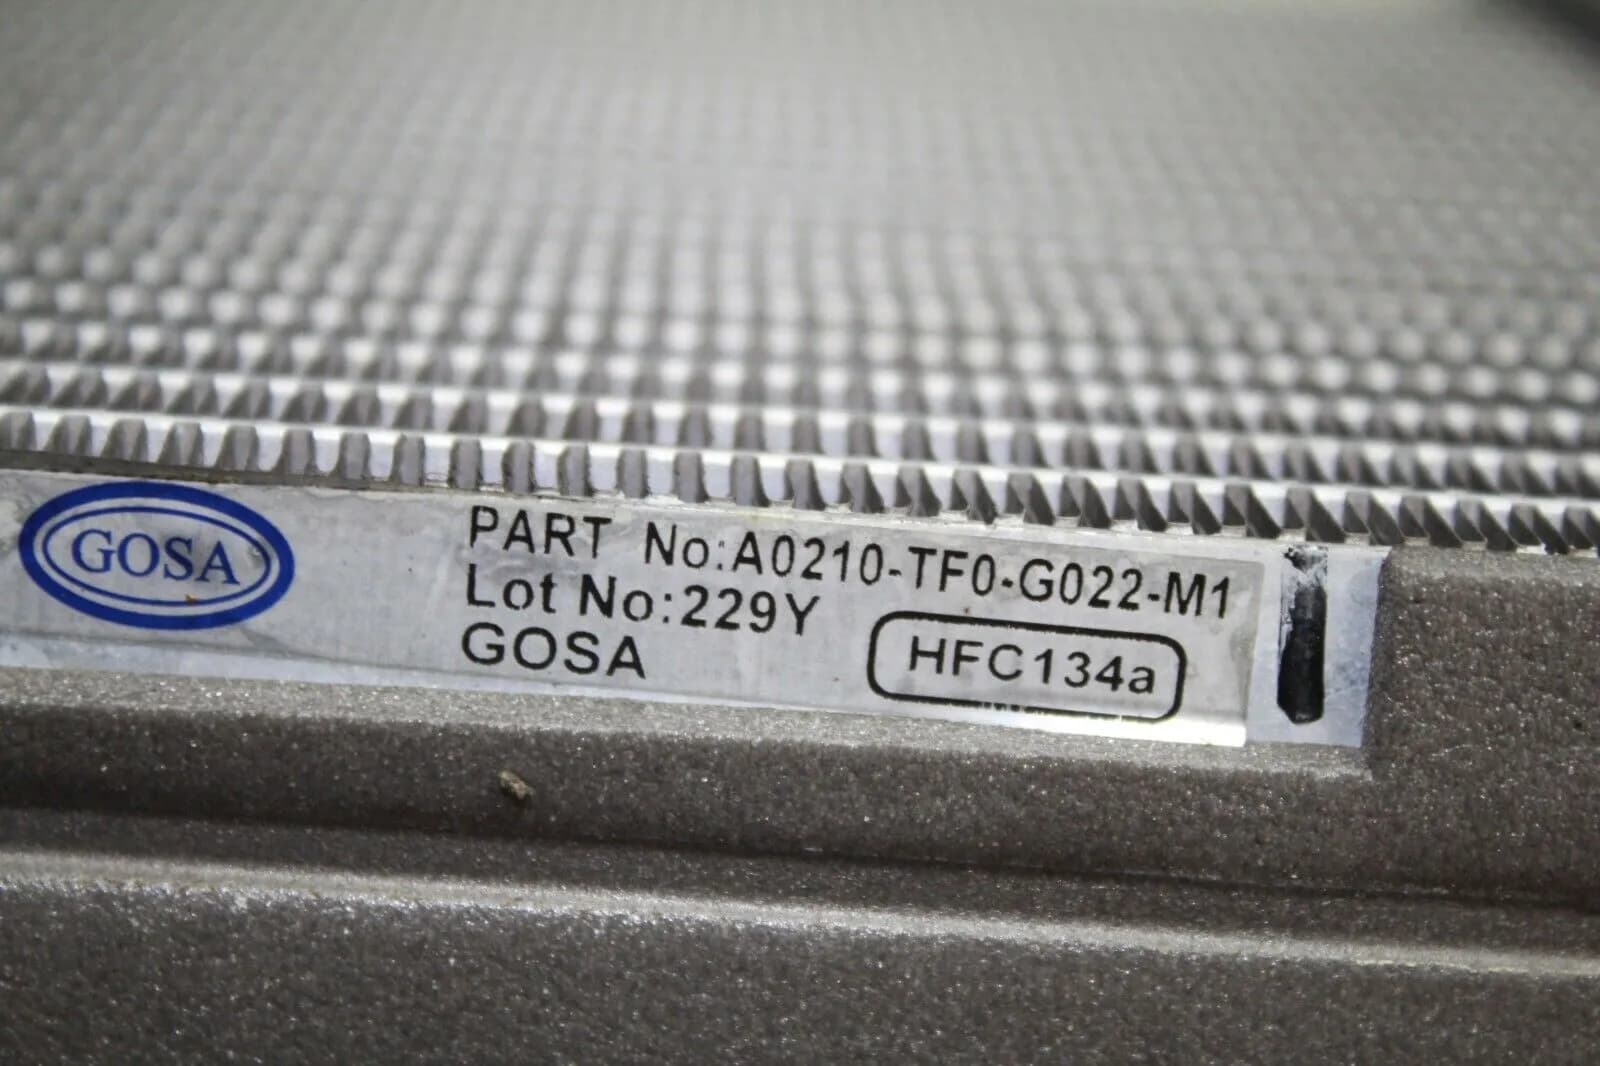 GOSA
PART No:A0210-TF0-G022-M1
Lot No:229Y
GOSA
HFC134a